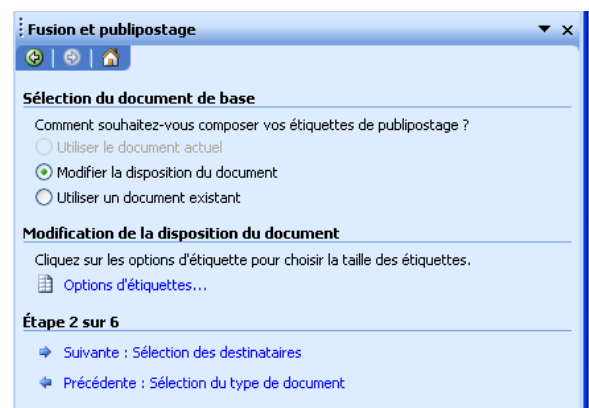 Fusion et publipostage
Sélection du document de base
Comment souhaitez-vous composer vos étiquettes de publipostage ?
Utiliser le document actuel
Modifier la disposition du document
Utiliser un document existant
Modification de la disposition du document
Cliquez sur les options d'étiquette pour choisir la taille des étiquettes.
Options d'étiquettes...
Étape 2 sur 6
Suivante : Sélection des destinataires
Précédente : Sélection du type de document